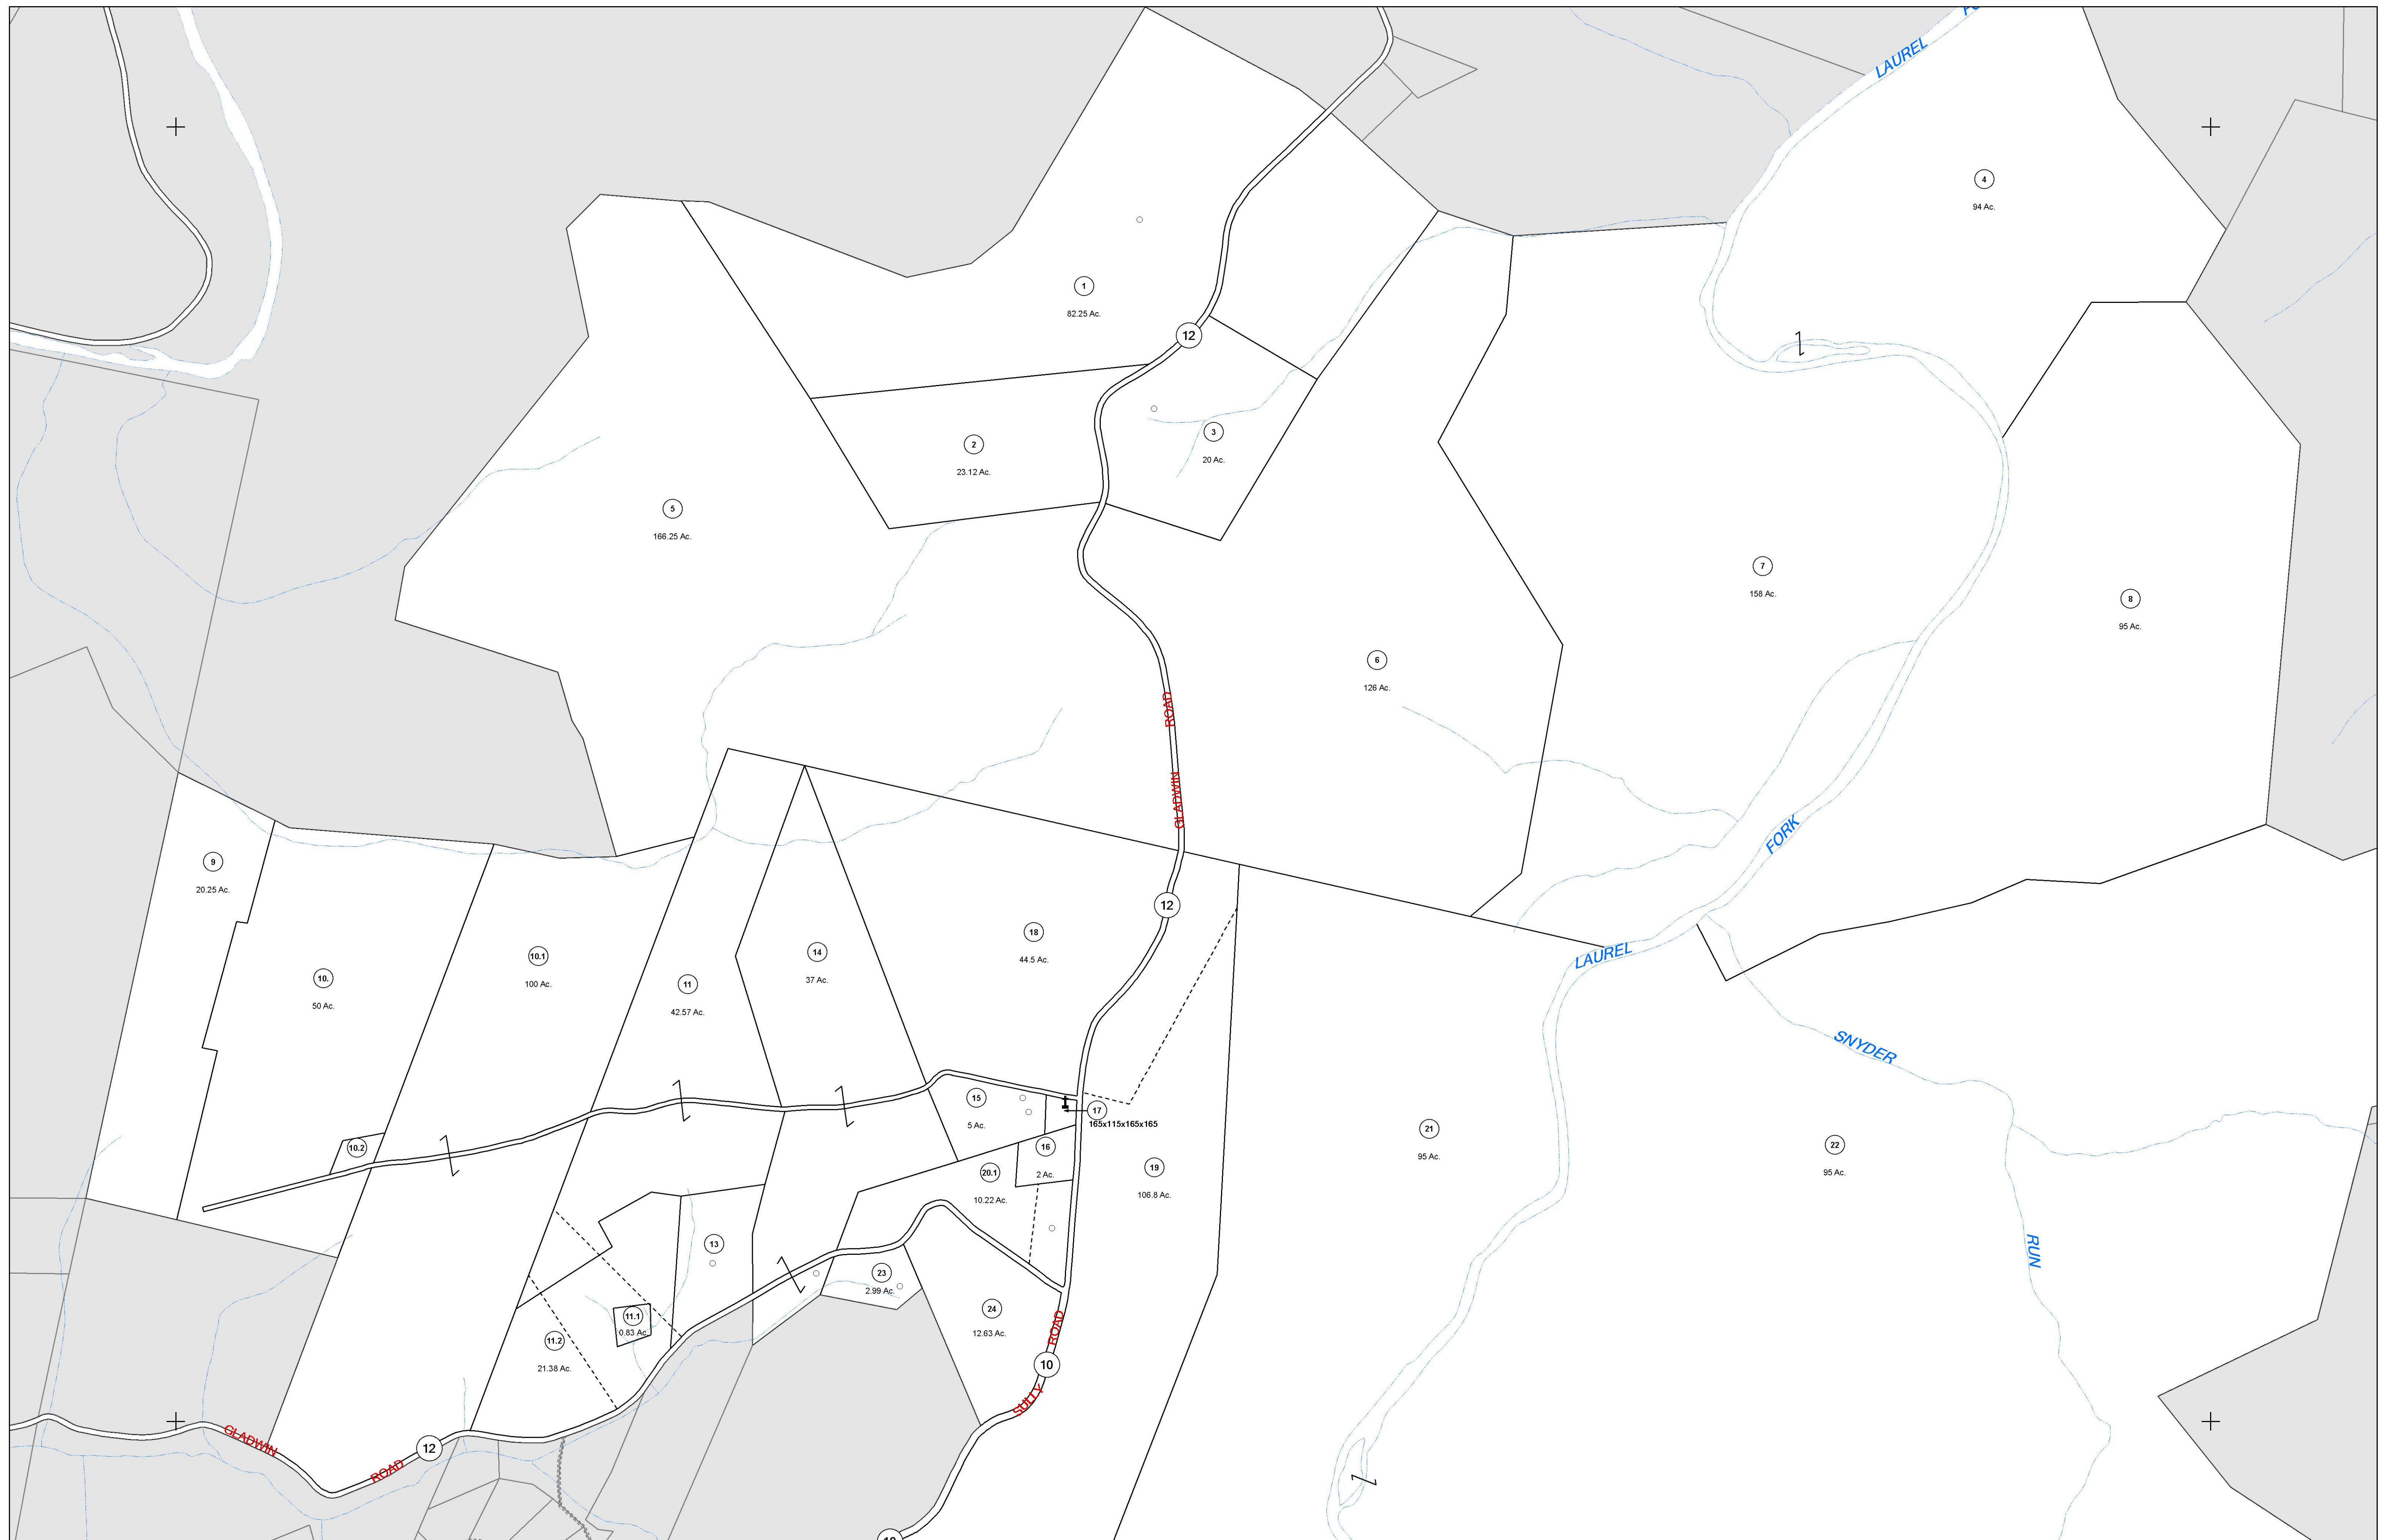 LAUREL
4
94 Ac.
1
82.25 Ac.
12
2
23.12 Ac.
3
20 Ac.
5
166.25 Ac.
7
158 Ac.
8
95 Ac.
6
126 Ac.
GLADWIN ROAD
FORK
9
20.25 Ac.
12
18
44.5 Ac.
LAUREL
10.
50 Ac.
10.1
100 Ac.
11
42.57 Ac.
14
37 Ac.
SNYDER
15
5 Ac.
17
165x115x165x165
21
95 Ac.
22
95 Ac.
10.2
16
2 Ac.
20.1
10.22 Ac.
19
106.8 Ac.
13
RUN
23
2.99 Ac.
24
12.63 Ac.
11.1
0.83 Ac.
11.2
21.38 Ac.
10
SULLY ROAD
GLADWIN
12
ROAD